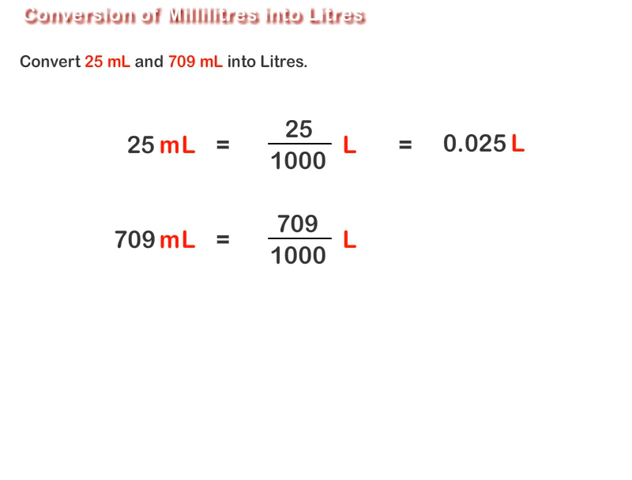 Conversion of Millilitres into Litres
Convert 25 mL and 709 mL into Litres.
25 mL = 25/1000 L = 0.025 L
709 mL = 709/1000 L